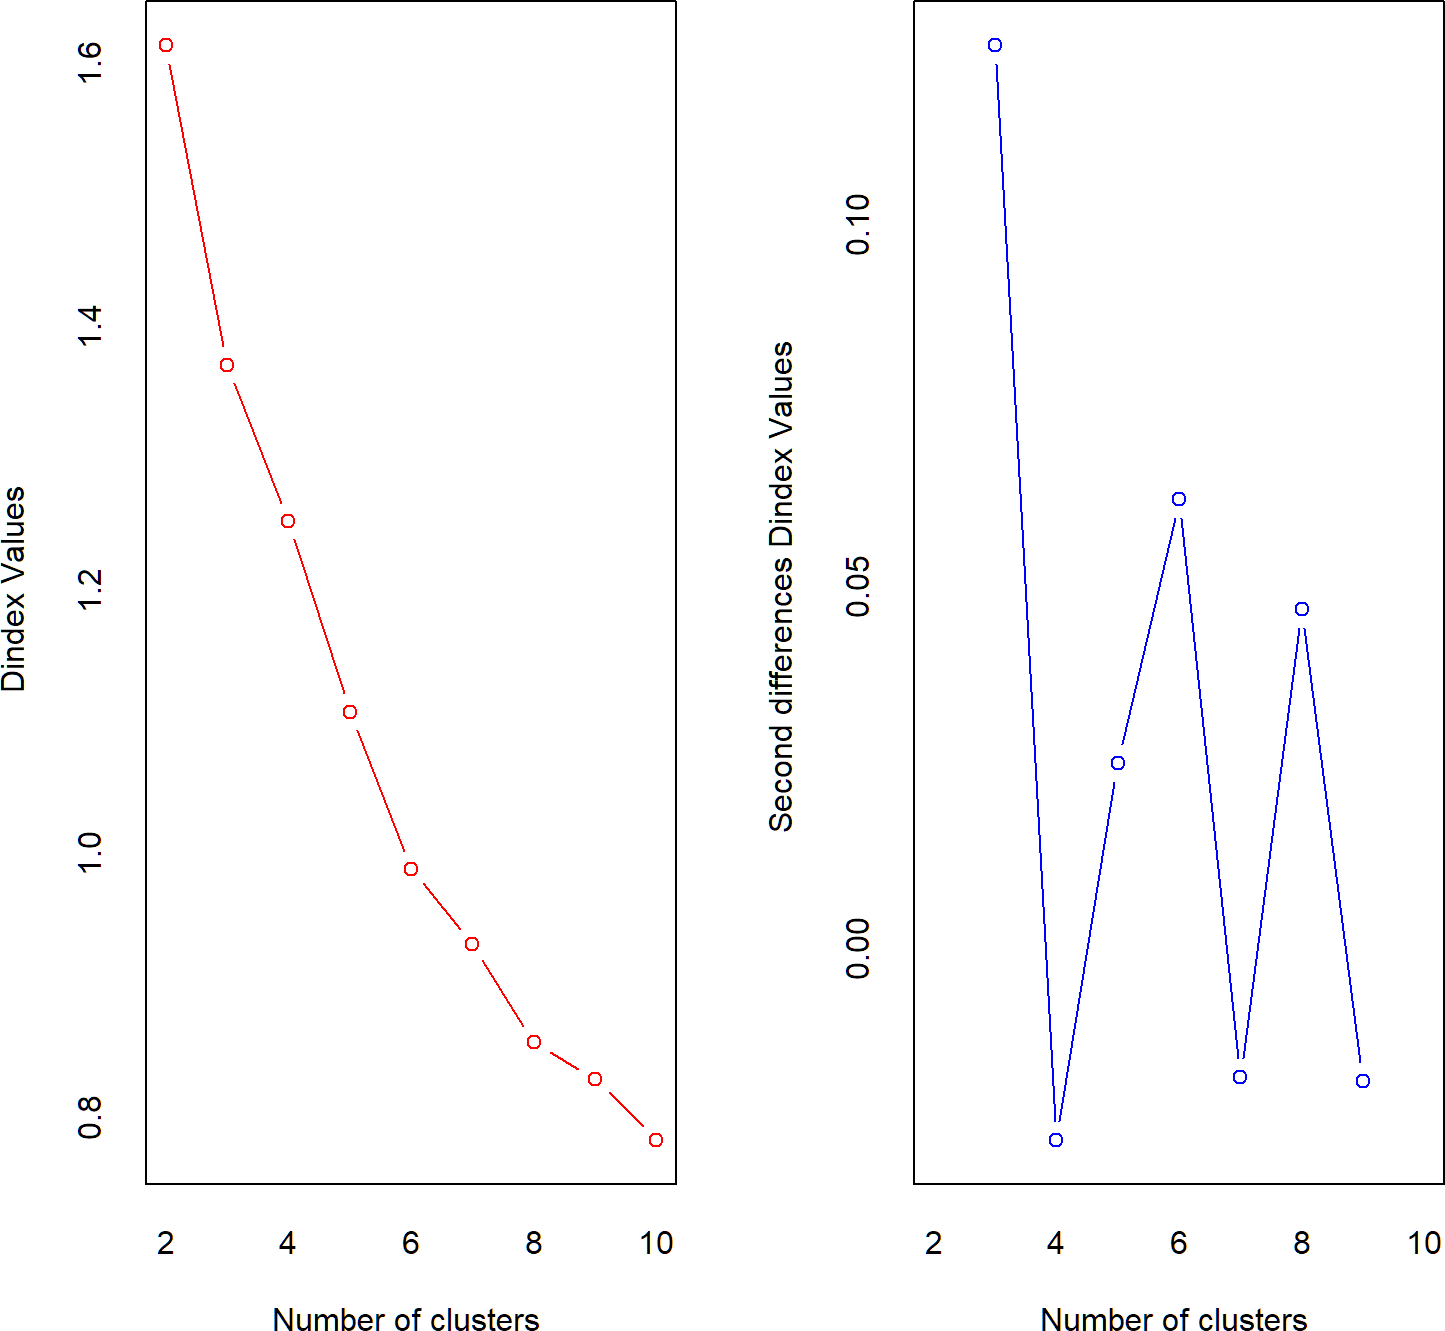 Dindex Values
1.6
1.4
1.2
1.0
0.8
2 4 6 8 10
Number of clusters
Second differences Dindex Values
0.10
0.05
0.00
2 4 6 8 10
Number of clusters